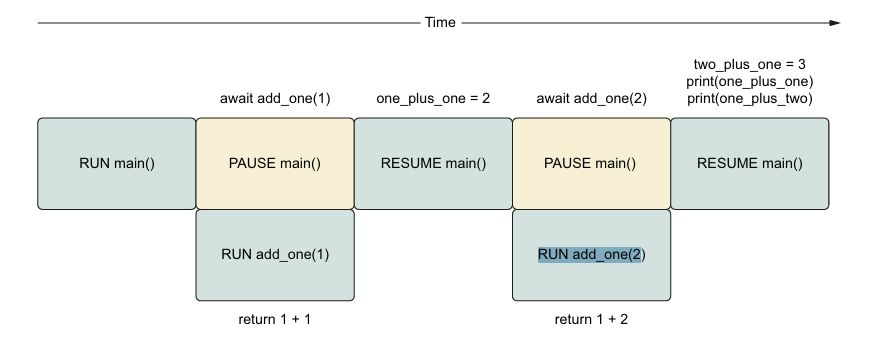 Time
await add_one(1)
one_plus_one = 2
await add_one(2)
two_plus_one = 3
print(one_plus_one)
print(one_plus_two)
RUN main()
PAUSE main()
RESUME main()
PAUSE main()
RESUME main()
RUN add_one(1)
RUN add_one(2)
return 1 + 1
return 1 + 2